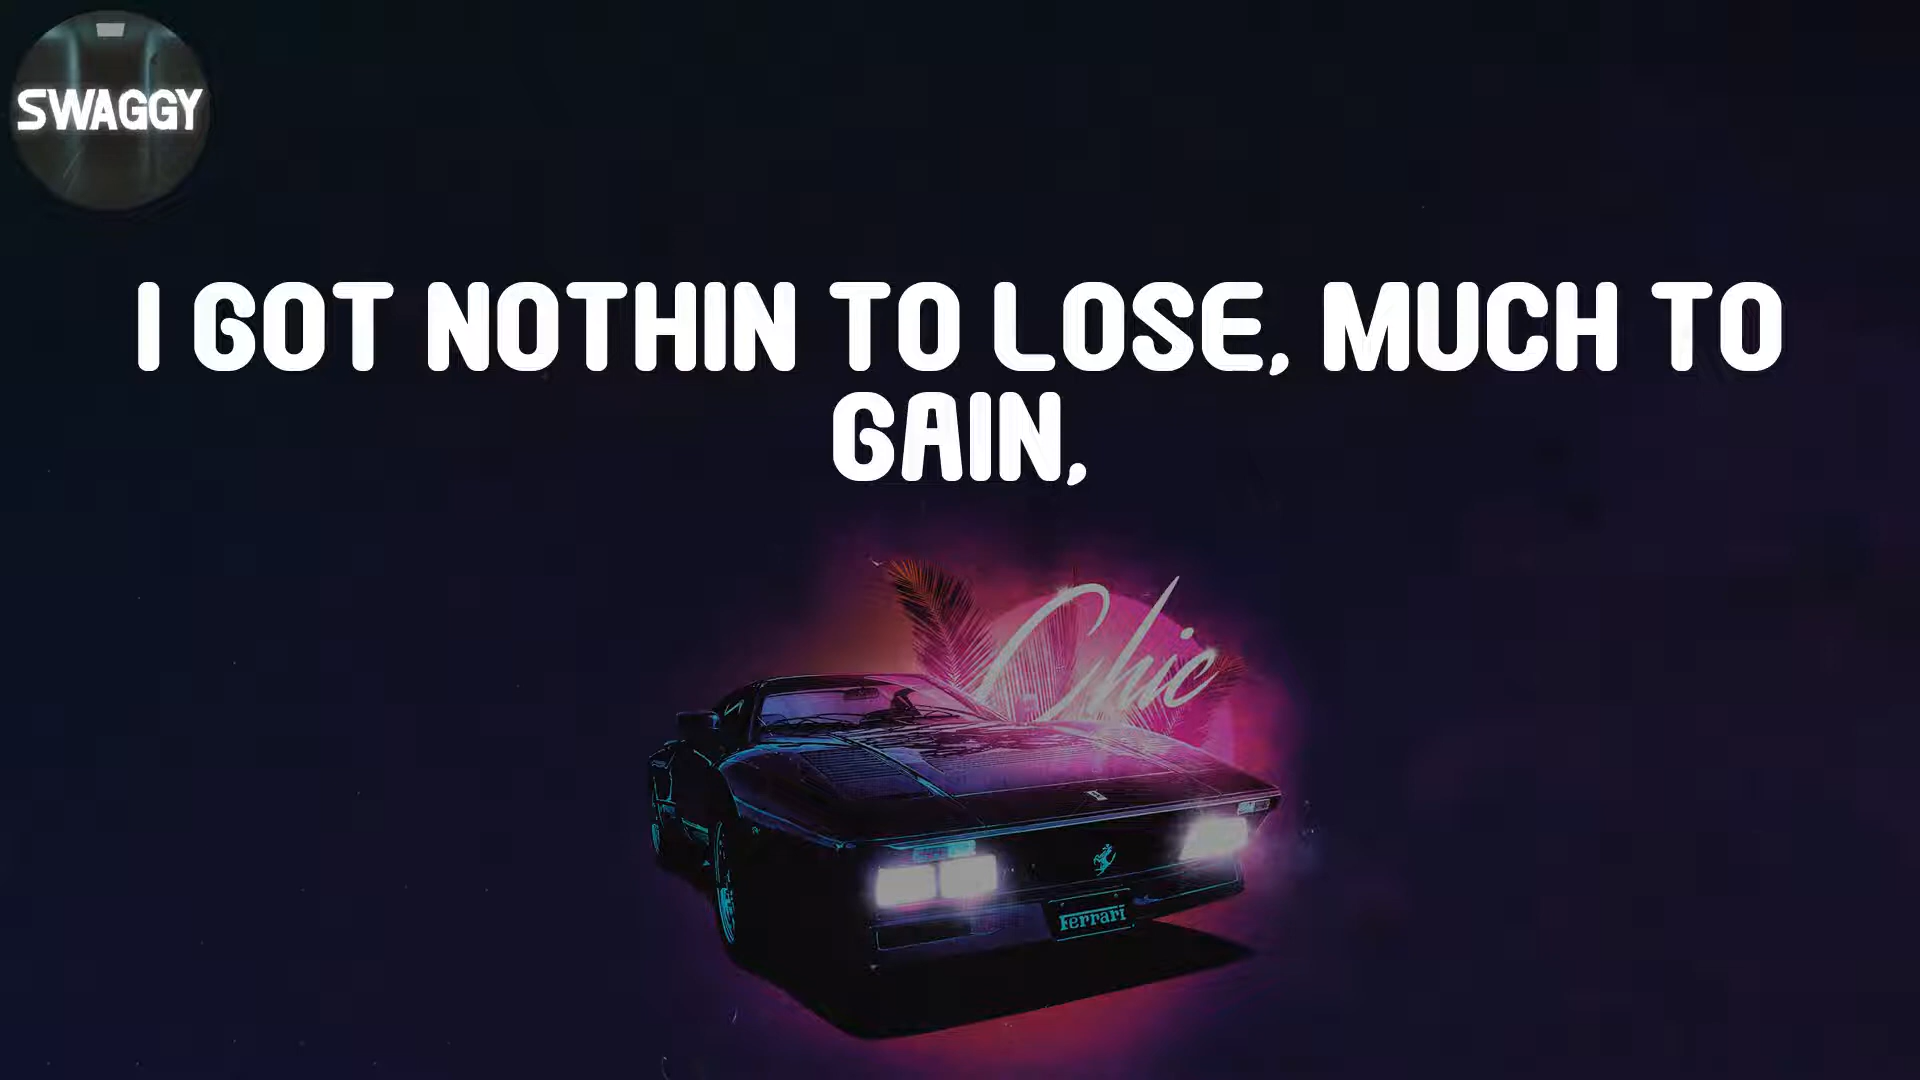 SWAGGY
I GOT NOTHIN TO LOSE, MUCH TO
GAIN,
Chic
Ferrari